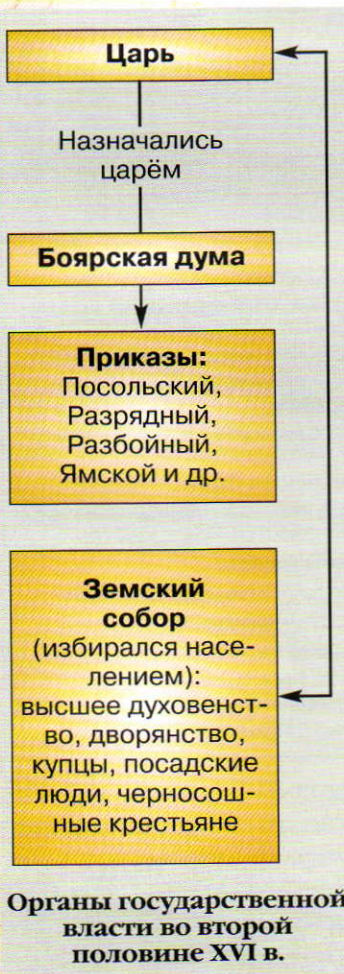 Царь
Назначались
царём
Боярская дума
Приказы:
Посольский,
Разрядный,
Разбойный,
Ямской и др.
Земский
собор
(избирался насе-
лением):
высшее духовенст-
во, дворянство,
купцы, посадские
люди, черносош-
ные крестьяне
Органы государственной
власти во второй
половине XVI в.